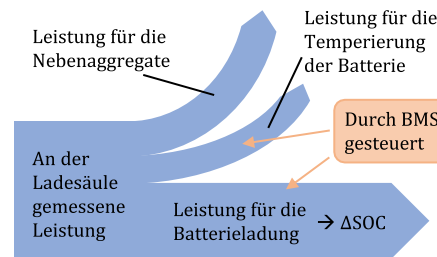 Leistung für die
Nebenaggregate
Leistung für die
Temperierung
der Batterie
Durch BMS
gesteuert
An der
Ladesäule
gemessene
Leistung
Leistung für die
Batterieladung → ΔSOC